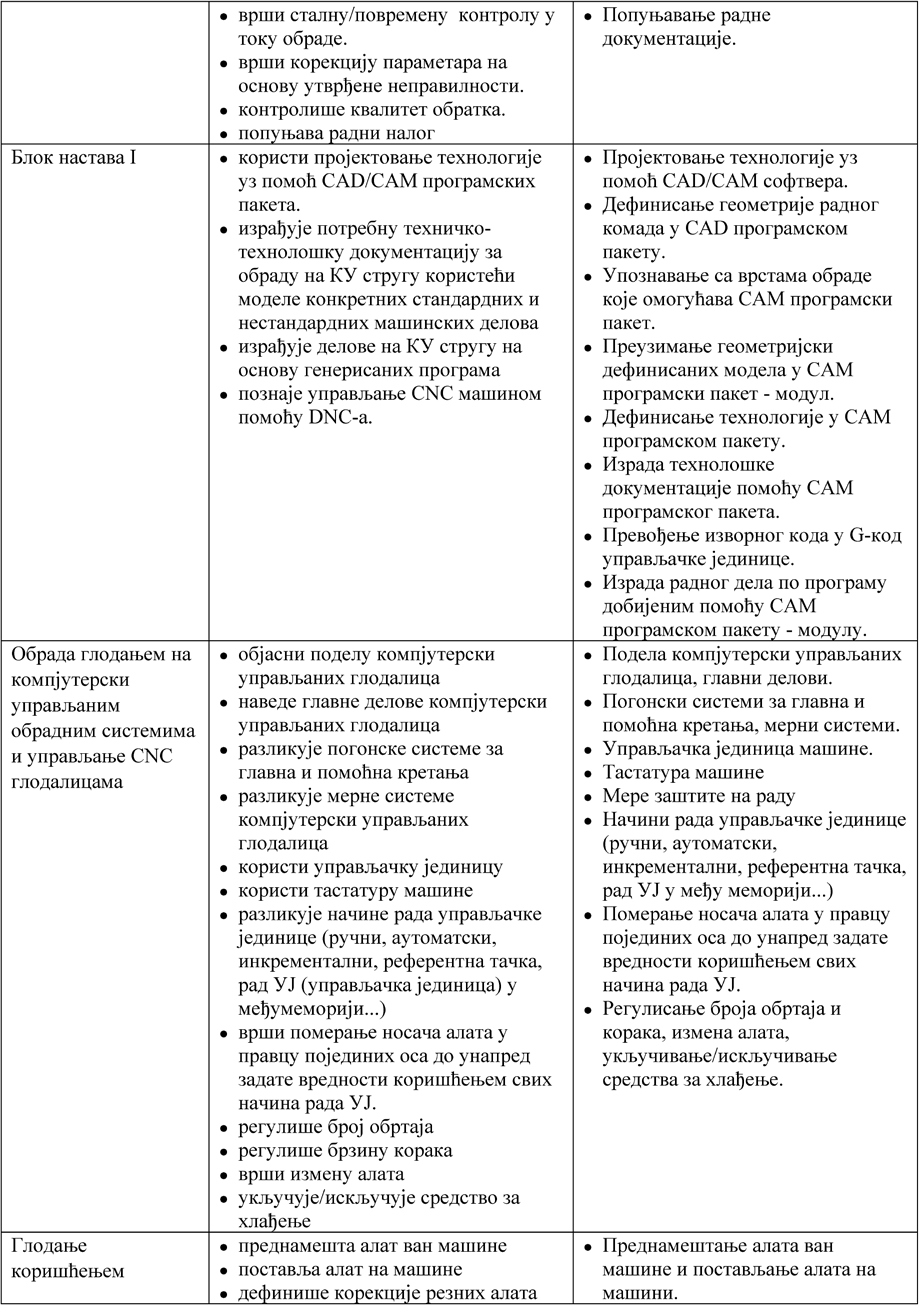 • врши сталну/повремену контролу у
току обраде.
• врши корекцију параметара на
основу утврђене неправилности.
• контролише квалитет обратка.
• попуњава радни налог
• Попуњавање радне
документације.
Блок настава I
• користи пројектовање технологије
уз помоћ CAD/CAM програмских
пакета.
• израђује потребну техничко-
технолошку документацију за
обраду на КУ стругу користећи
моделе конкретних стандардних и
нестандардних машинских делова
• израђује делове на КУ стругу на
основу генерисаних програма
• познаје управљање CNC машином
помоћу DNC-а.
• Пројектовање технологије уз
помоћ CAD/CAM софтвера.
• Дефинисање геометрије радног
комада у CAD програмском
пакету.
• Упознавање са врстама обраде
које омогућава САМ програмски
пакет.
• Преузимање геометријски
дефинисаних модела у САМ
програмски пакет - модул.
• Дефинисање технологије у САМ
програмском пакету.
• Израда технолошке
документације помоћу САМ
програмског пакета.
• Превођење изворног кода у G-код
управљачке јединице.
• Израда радног дела по програму
добијеним помоћу САМ
програмском пакету - модулу.
Обрада глодањем на
компјутерски
управљаним
обрадним системима
и управљање CNC
глодалицама
• објасни поделу компјутерски
управљаних глодалица
• наведе главне делове компјутерски
управљаних глодалица
• разликује погонске системе за
главна и помоћна кретања
• разликује мерне системе
компјутерски управљаних
глодалица
• користи управљачку јединицу
• користи тастатуру машине
• разликује начине рада управљачке
јединице (ручни, аутоматски,
инкрементални, референтна тачка,
рад УЈ (управљачка јединица) у
међумеморији...)
• врши померање носача алата у
правцу појединих оса до унапред
задате вредности коришћењем свих
начина рада УЈ.
• регулише број обртаја
• регулише брзину корака
• врши измену алата
• укључује/искључује средство за
хлађење
• Подела компјутерски управљаних
глодалица, главни делови.
• Погонски системи за главна и
помоћна кретања, мерни системи.
• Управљачка јединица машине.
• Тастатура машине
• Мере заштите на раду
• Начини рада управљачке јединице
(ручни, аутоматски,
инкрементални, референтна тачка,
рад УЈ у међу меморији...)
• Померање носача алата у правцу
појединих оса до унапред задате
вредности коришћењем свих
начина рада УЈ.
• Регулисање броја обртаја и
корака, измена алата,
укључивање/искључивање
средства за хлађење.
Глодање
коришћењем
• преднамешта алат ван машине
• поставља алат на машине
• дефинише корекције резних алата
• Преднамештање алата ван
машине и постављање алата на
машини.